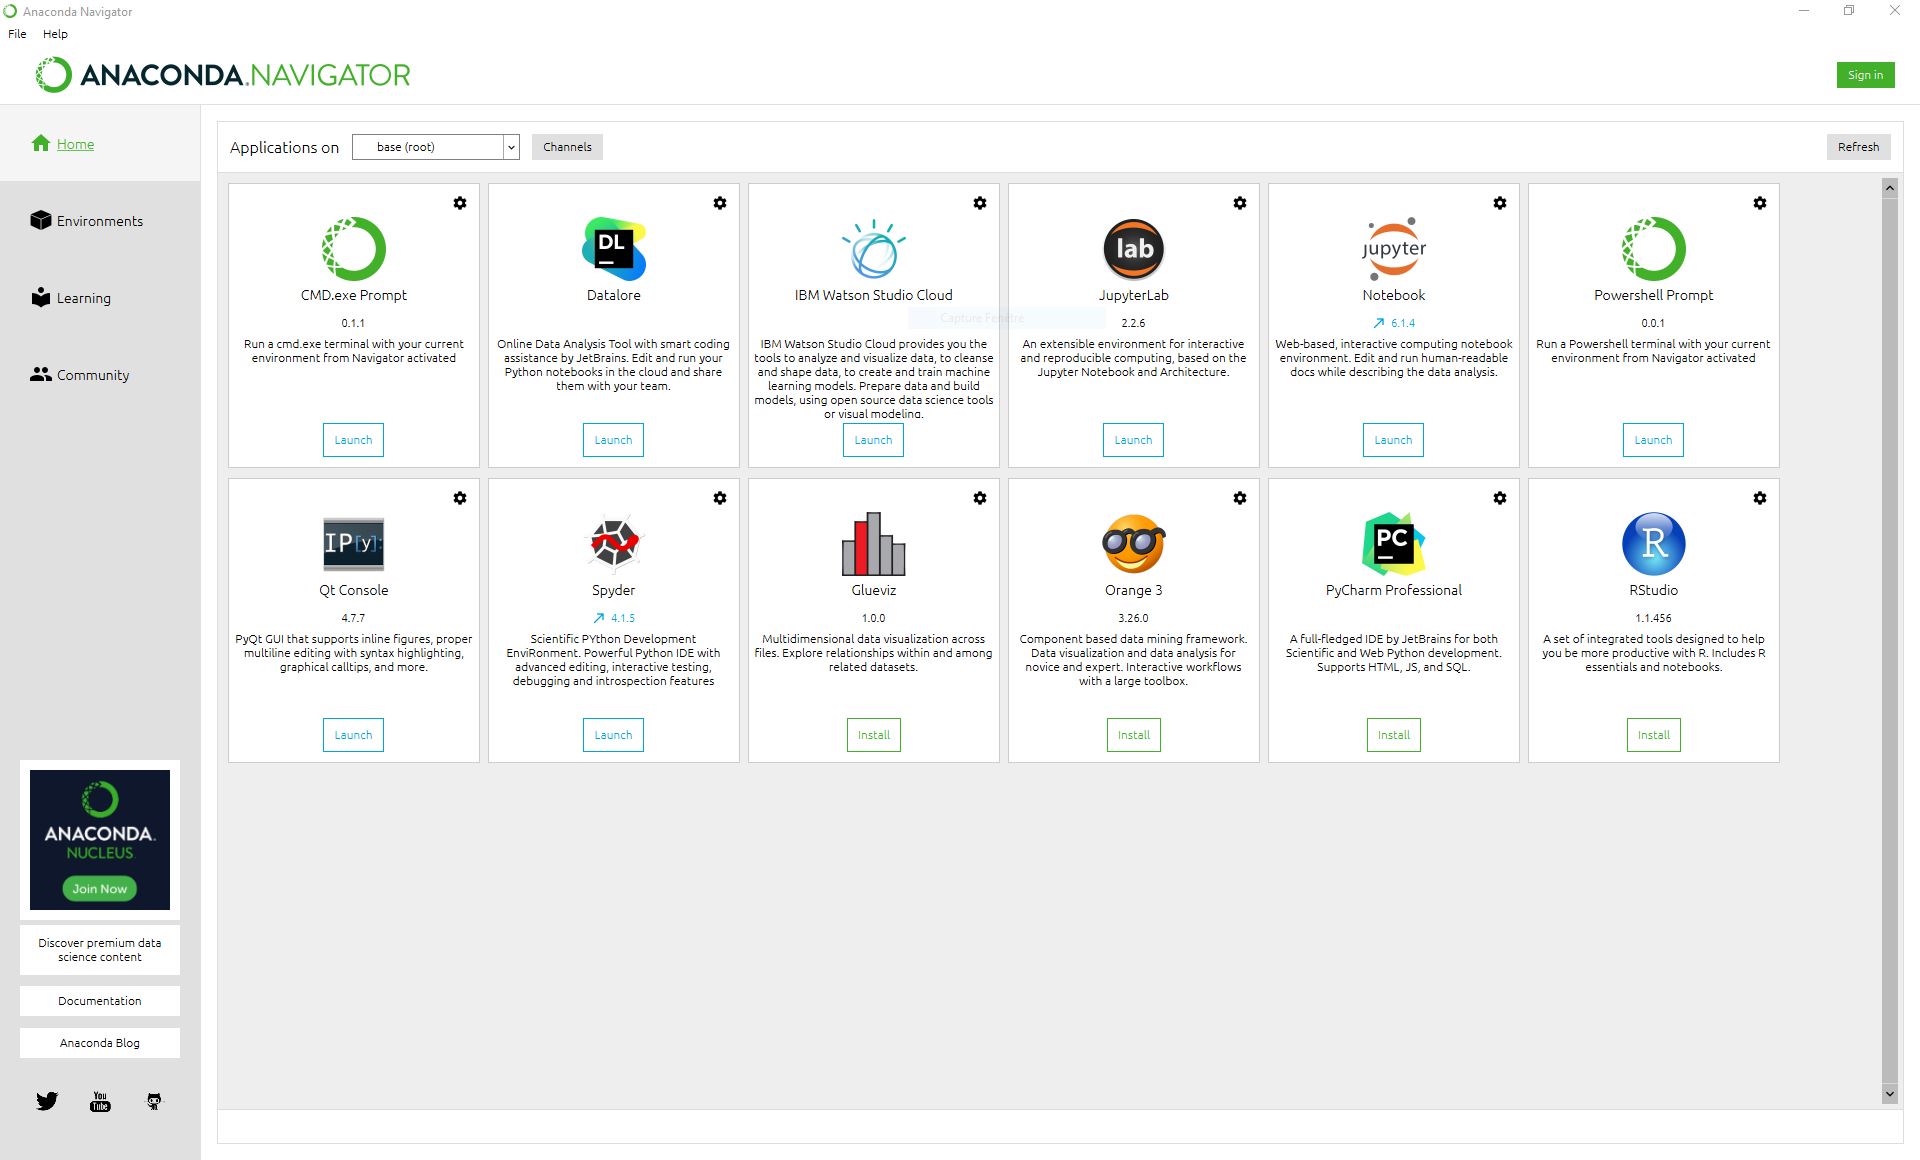 Anaconda Navigator
File Help
ANACONDA.NAVIGATOR
Sign in
Home
Environments
Learning
Community
Applications on
base (root)
Channels
Refresh
CMD.exe Prompt
0.1.1
Run a cmd.exe terminal with your current
environment from Navigator activated
Launch
DL
Datalore
Online Data Analysis Tool with smart coding
assistance by JetBrains. Edit and run your
Python notebooks in the cloud and share
them with your team.
Launch
IBM Watson Studio Cloud
Capture Fenêtre
IBM Watson Studio Cloud provides you the
tools to analyze and visualize data, to cleanse
and shape data, to create and train machine
learning models. Prepare data and build
models, using open source data science tools
or visual modeling.
Launch
lab
JupyterLab
2.2.6
An extensible environment for interactive
and reproducible computing, based on the
Jupyter Notebook and Architecture.
Launch
jupyter
Notebook
6.1.4
Web-based, interactive computing notebook
environment. Edit and run human-readable
docs while describing the data analysis.
Launch
Powershell Prompt
0.0.1
Run a Powershell terminal with your current
environment from Navigator activated
Launch
IP[y]:
Qt Console
4.7.7
PyQt GUI that supports inline figures, proper
multiline editing with syntax highlighting,
graphical calltips, and more.
Launch
Spyder
4.1.5
Scientific PYthon Development
EnviRonment. Powerful Python IDE with
advanced editing, interactive testing,
debugging and introspection features
Launch
Glueviz
1.0.0
Multidimensional data visualization across
files. Explore relationships within and among
related datasets.
Install
Orange 3
3.26.0
Component based data mining framework.
Data visualization and data analysis for
novice and expert. Interactive workflows
with a large toolbox.
Install
PC
PyCharm Professional
A full-fledged IDE by JetBrains for both
Scientific and Web Python development.
Supports HTML, JS, and SQL.
Install
R
RStudio
1.1.456
A set of integrated tools designed to help
you be more productive with R. Includes R
essentials and notebooks.
Install
ANACONDA.
NUCLEUS
Join Now
Discover premium data
science content
Documentation
Anaconda Blog
You
Tube